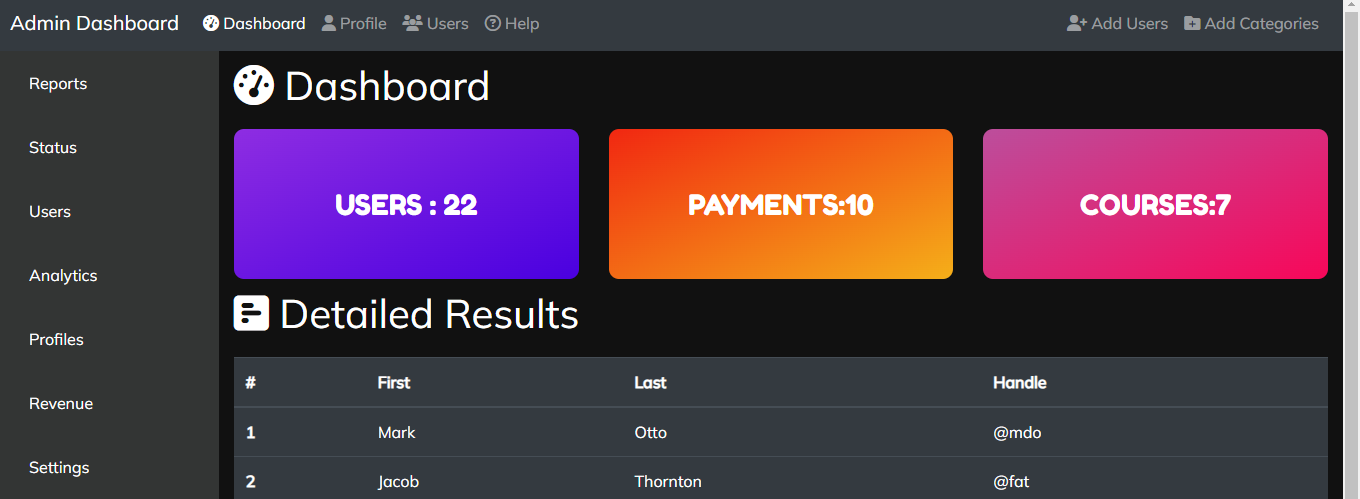 Admin Dashboard Dashboard Profile Users Help Add Users Add Categories
Reports
Status
Users
Analytics
Profiles
Revenue
Settings
Dashboard
USERS : 22
PAYMENTS:10
COURSES:7
Detailed Results
# First Last Handle
1 Mark Otto @mdo
2 Jacob Thornton @fat